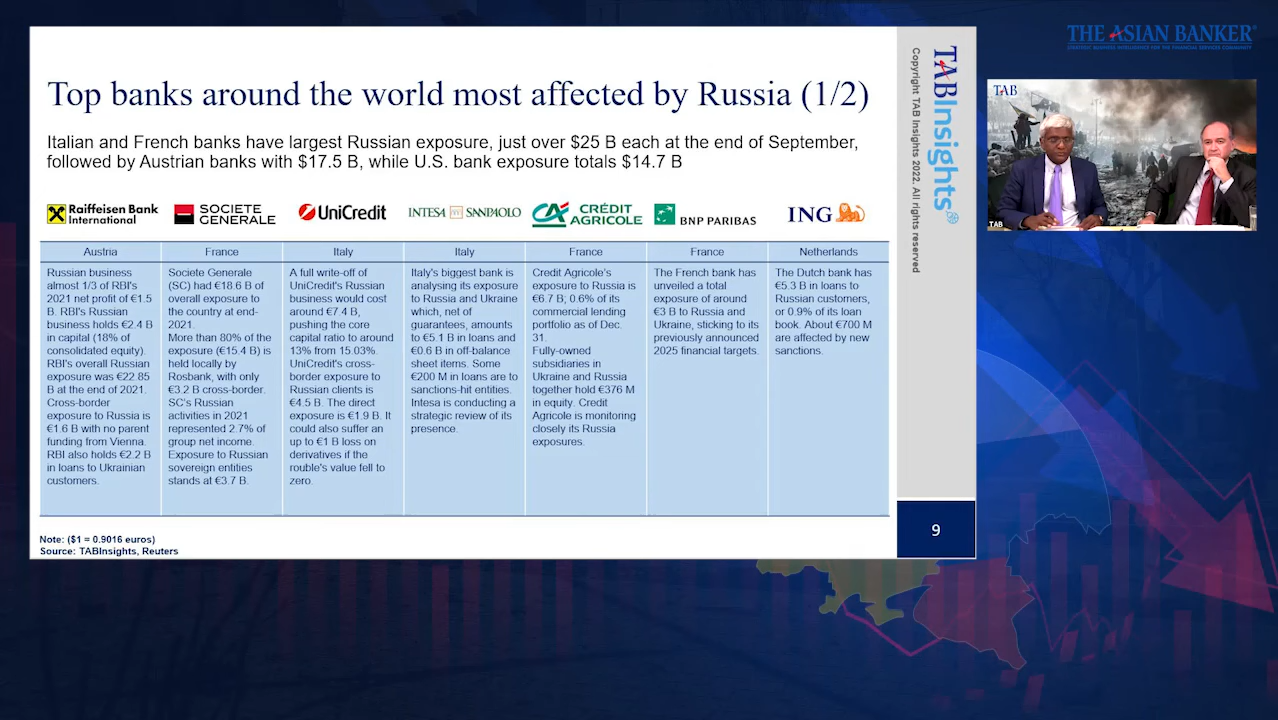 THE ASIAN BANKER
STRATEGIC BUSINESS INTELLIGENCE FOR THE FINANCIAL SERVICES COMMUNITY
Top banks around the world most affected by Russia (1/2)
Italian and French banks have largest Russian exposure, just over $25 B each at the end of September,
followed by Austrian banks with $17.5 B, while U.S. bank exposure totals $14.7 B
Raiffeisen Bank
International
SOCIETE
GENERALE
UniCredit
INTESA SANPAOLO
CRÉDIT
AGRICOLE
BNP PARIBAS
ING
Austria
Russian business
almost 1/3 of RBI's
2021 net profit of €1.5
B. RBI's Russian
business holds €2.4 B
in capital (18% of
consolidated equity).
RBI's overall Russian
exposure was €22.85
B at the end of 2021.
Cross-border
exposure to Russia is
€1.6 B with no parent
funding from Vienna.
RBI also holds €2.2 B
in loans to Ukrainian
customers.
France
Societe Generale
(SC) had €18.6 B of
overall exposure to
the country at end-
2021.
More than 80% of the
exposure (€15.4 B) is
held locally by
Rosbank, with only
€3.2 B cross-border.
SC's Russian
activities in 2021
represented 2.7% of
group net income.
Exposure to Russian
sovereign entities
stands at €3.7 B.
Italy
A full write-off of
UniCredit's Russian
business would cost
around €7.4 B,
pushing the core
capital ratio to around
13% from 15.03%.
UniCredit's cross-
border exposure to
Russian clients is
€4.5 B. The direct
exposure is €1.9 B. It
could also suffer an
up to €1 B loss on
derivatives if the
rouble's value fell to
zero.
Italy
Italy's biggest bank is
analysing its exposure
to Russia and Ukraine
which, net of
guarantees, amounts
to €5.1 B in loans and
€0.6 B in off-balance
sheet items. Some
€200 M in loans are to
sanctions-hit entities.
Intesa is conducting a
strategic review of its
presence.
France
Credit Agricole's
exposure to Russia is
€6.7 B; 0.6% of its
commercial lending
portfolio as of Dec.
31.
Fully-owned
subsidiaries in
Ukraine and Russia
together hold €376 M
in equity. Credit
Agricole is monitoring
closely its Russia
exposures.
France
The French bank has
unveiled a total
exposure of around
€3 B to Russia and
Ukraine, sticking to its
previously announced
2025 financial targets.
Netherlands
The Dutch bank has
€5.3 B in loans to
Russian customers,
or 0.9% of its loan
book. About €700 M
are affected by new
sanctions.
Note: ($1 = 0.9016 euros)
Source: TABInsights, Reuters
TABInsights
Copyright TAB Insights 2022. All rights reserved
9
TAB
TAB